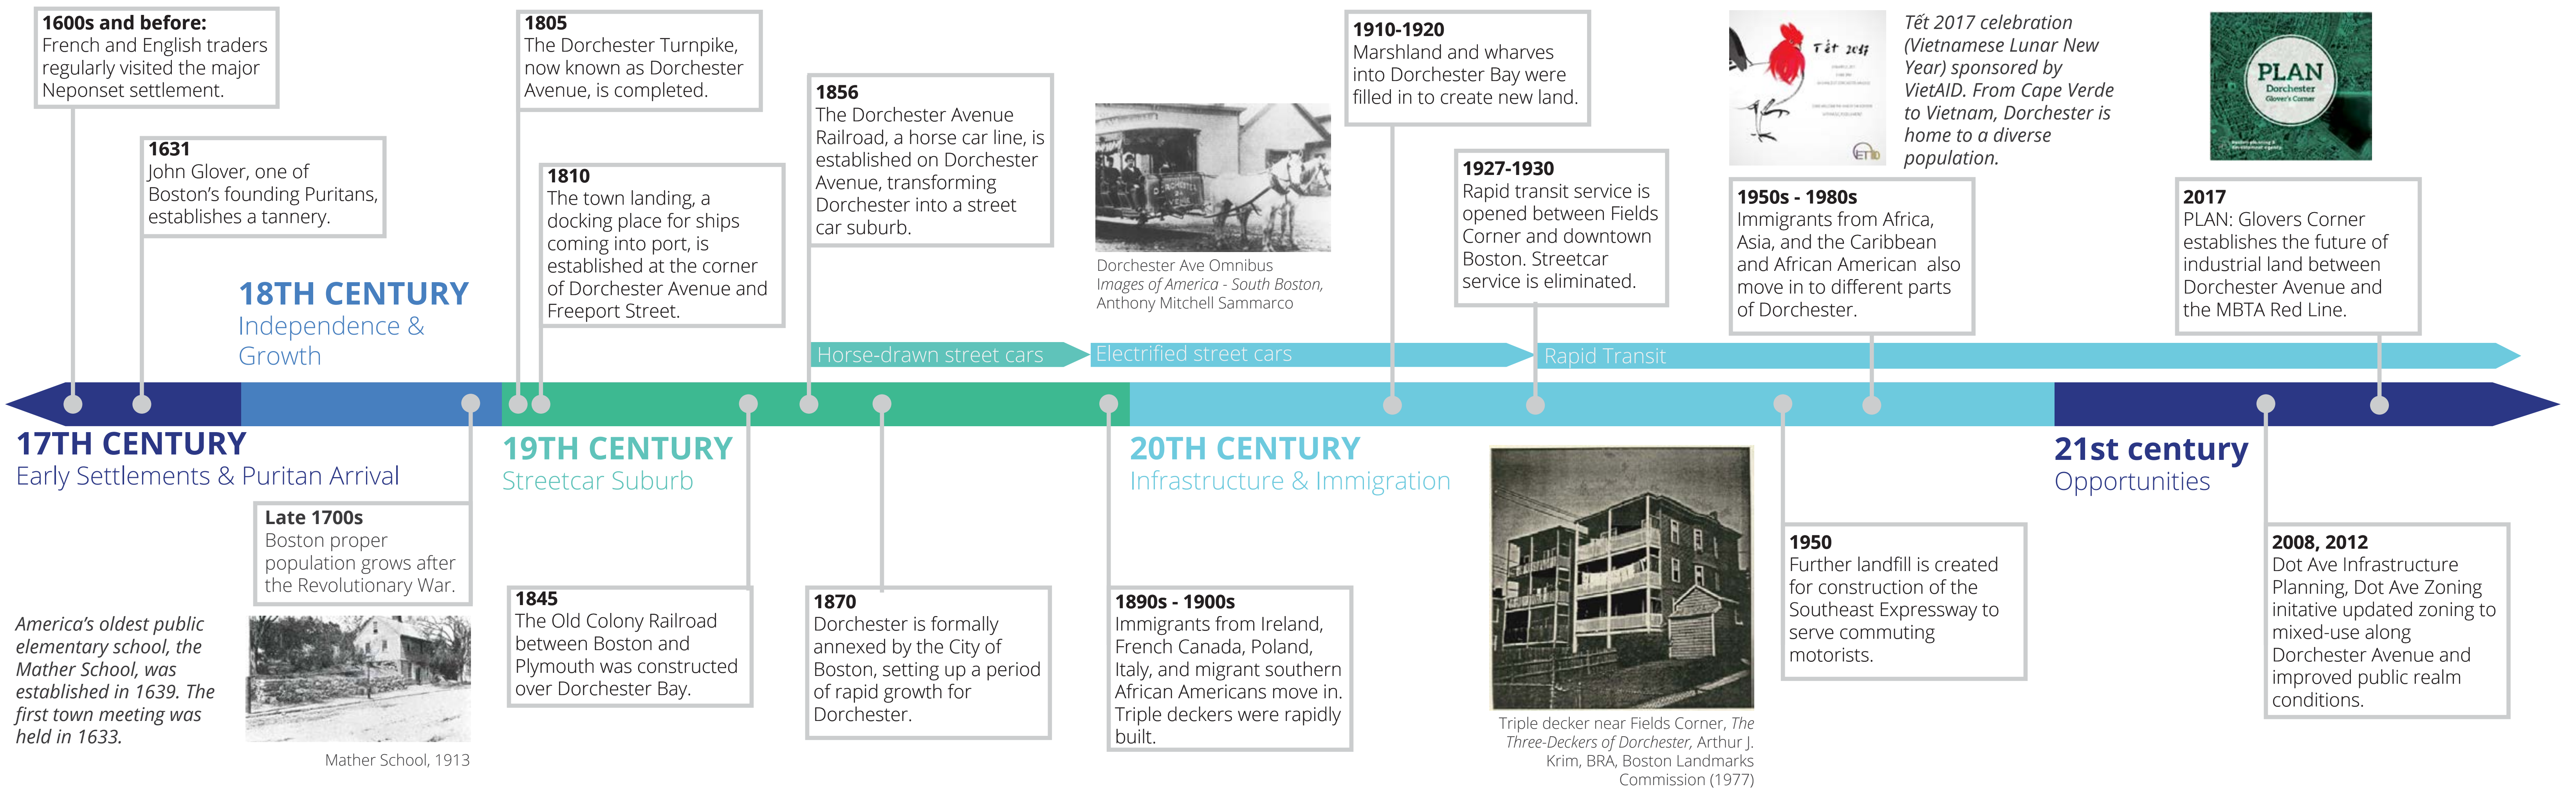 1600s and before:
French and English traders
regularly visited the major
Neponset settlement.
1631
John Glover, one of
Boston's founding Puritans,
establishes a tannery.
18TH CENTURY
Independence &
Growth
1805
The Dorchester Turnpike,
now known as Dorchester
Avenue, is completed.
1810
The town landing, a
docking place for ships
coming into port, is
established at the corner
of Dorchester Avenue and
Freeport Street.
1856
The Dorchester Avenue
Railroad, a horse car line, is
established on Dorchester
Avenue, transforming
Dorchester into a street
car suburb.
Dorchester Ave Omnibus
Images of America - South Boston,
Anthony Mitchell Sammarco
1910-1920
Marshland and wharves
into Dorchester Bay were
filled in to create new land.
1927-1930
Rapid transit service is
opened between Fields
Corner and downtown
Boston. Streetcar
service is eliminated.
Tết 2017
Tết 2017 celebration
(Vietnamese Lunar New
Year) sponsored by
VietAID. From Cape Verde
to Vietnam, Dorchester is
home to a diverse
population.
1950s - 1980s
Immigrants from Africa,
Asia, and the Caribbean
and African American also
move in to different parts
of Dorchester.
PLAN
Dorchester
Glover's Corner
2017
PLAN: Glovers Corner
establishes the future of
industrial land between
Dorchester Avenue and
the MBTA Red Line.
Horse-drawn street cars
Electrified street cars
Rapid Transit
17TH CENTURY
Early Settlements & Puritan Arrival
Late 1700s
Boston proper
population grows after
the Revolutionary War.
America's oldest public
elementary school, the
Mather School, was
established in 1639. The
first town meeting was
held in 1633.
Mather School, 1913
19TH CENTURY
Streetcar Suburb
1845
The Old Colony Railroad
between Boston and
Plymouth was constructed
over Dorchester Bay.
1870
Dorchester is formally
annexed by the City of
Boston, setting up a period
of rapid growth for
Dorchester.
20TH CENTURY
Infrastructure & Immigration
1890s - 1900s
Immigrants from Ireland,
French Canada, Poland,
Italy, and migrant southern
African Americans move in.
Triple deckers were rapidly
built.
Triple decker near Fields Corner, The
Three-Deckers of Dorchester, Arthur J.
Krim, BRA, Boston Landmarks
Commission (1977)
1950
Further landfill is created
for construction of the
Southeast Expressway to
serve commuting
motorists.
21st century
Opportunities
2008, 2012
Dot Ave Infrastructure
Planning, Dot Ave Zoning
initative updated zoning to
mixed-use along
Dorchester Avenue and
improved public realm
conditions.